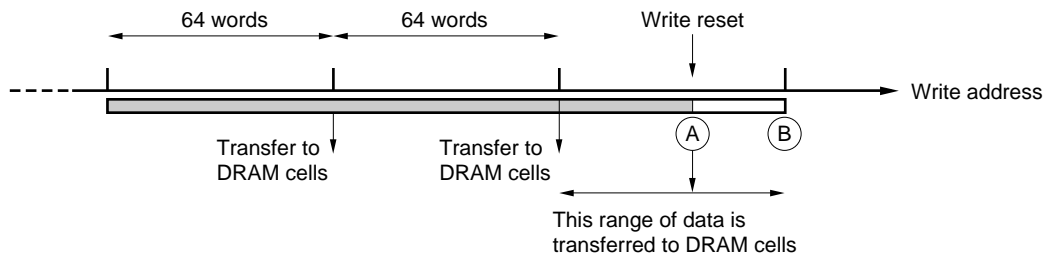 64 words
64 words
Write reset
Write address
A
B
Transfer to
DRAM cells
Transfer to
DRAM cells
This range of data is
transferred to DRAM cells